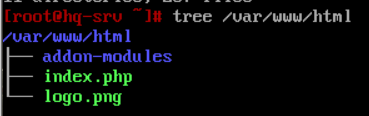 [root@hq-srv ~]# tree /var/www/html
/var/www/html
├── addon-modules
├── index.php
└── logo.png